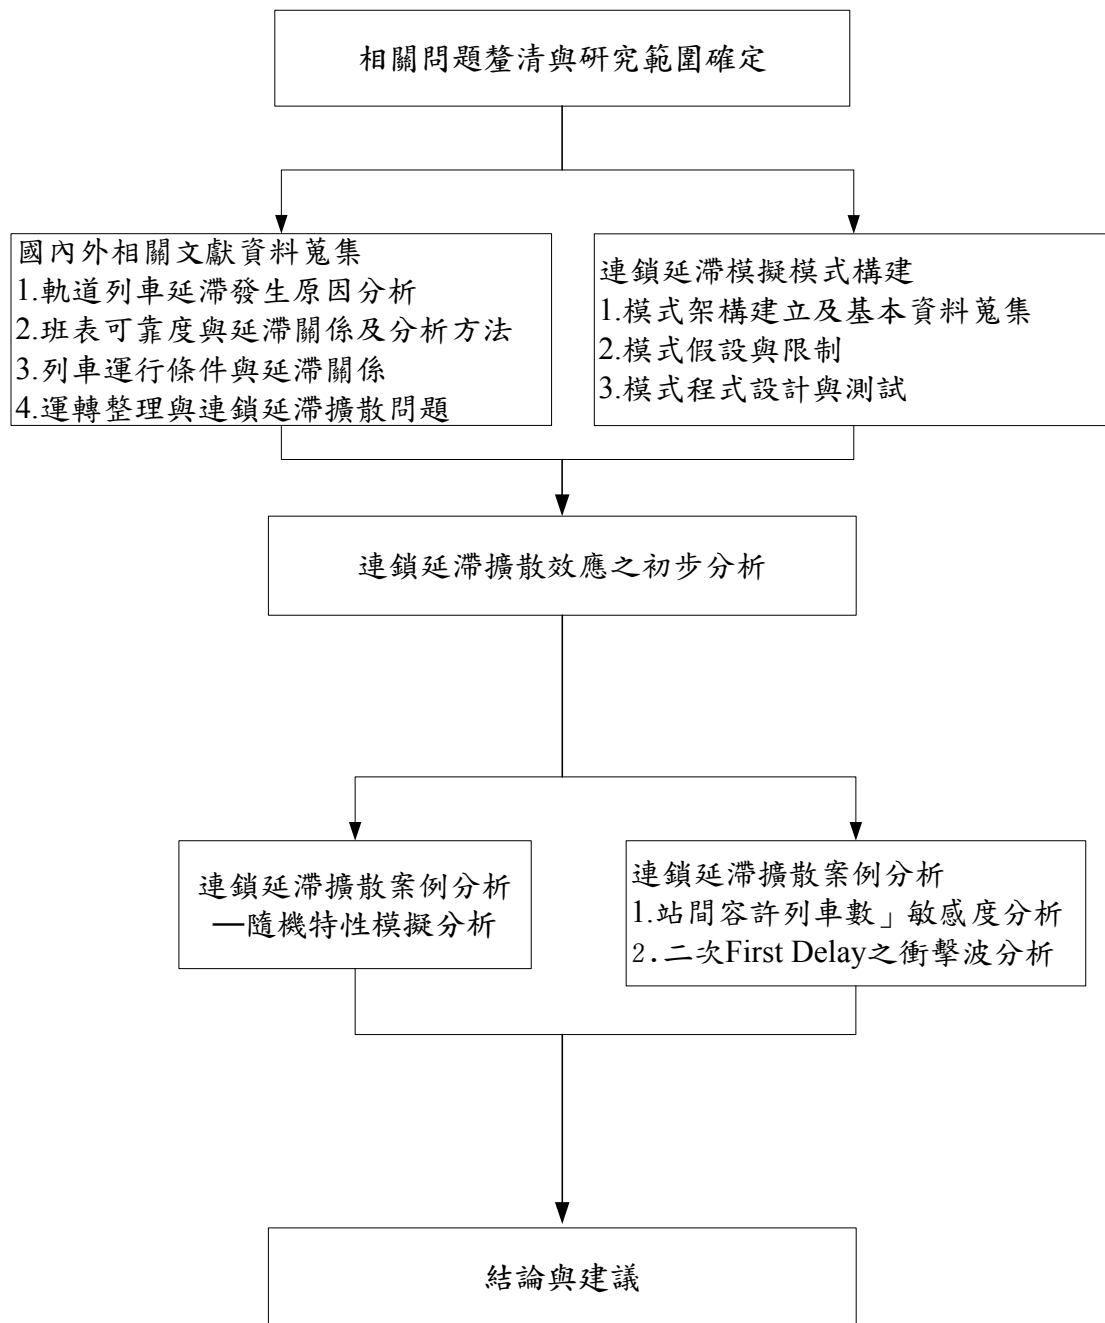 相關問題釐清與研究範圍確定
國內外相關文獻資料蒐集
1.軌道列車延滯發生原因分析
2.班表可靠度與延滯關係及分析方法
3.列車運行條件與延滯關係
4.運轉整理與連鎖延滯擴散問題
連鎖延滯模擬模式構建
1.模式架構建立及基本資料蒐集
2.模式假設與限制
3.模式程式設計與測試
連鎖延滯擴散效應之初步分析
連鎖延滯擴散案例分析
—隨機特性模擬分析
連鎖延滯擴散案例分析
1.站間容許列車數」敏感度分析
2.二次First Delay之衝擊波分析
結論與建議